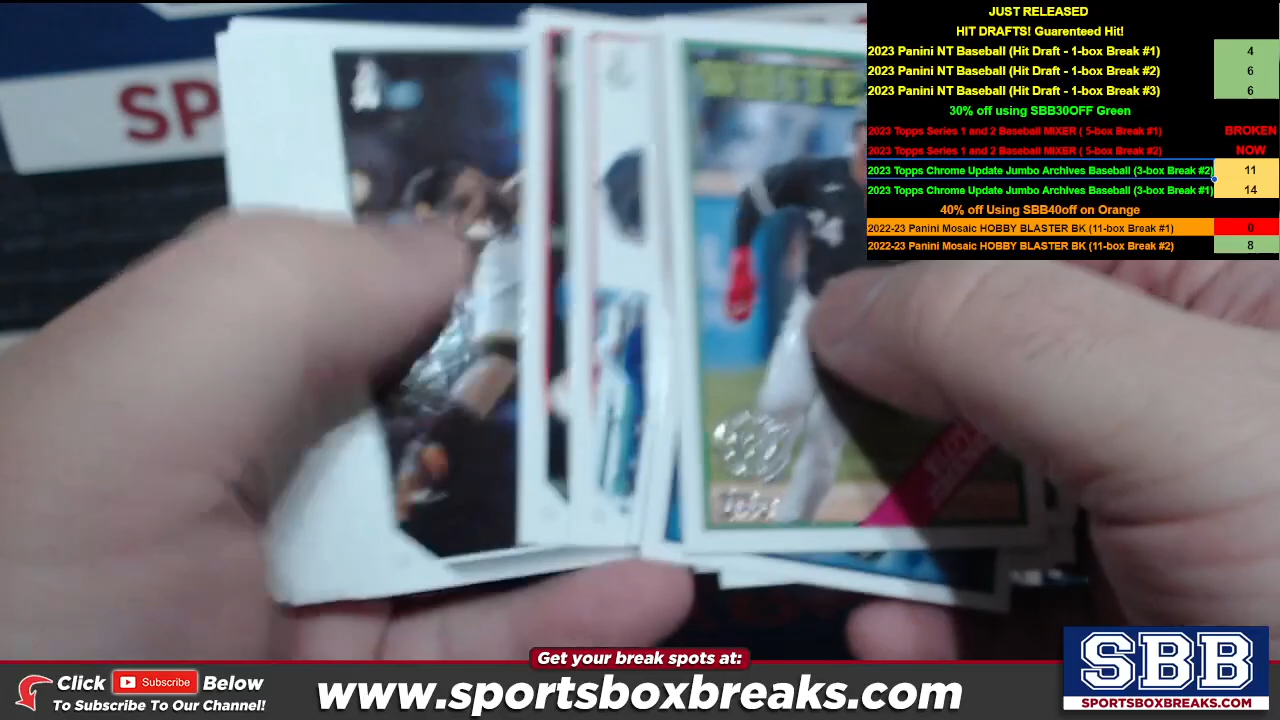 JUST RELEASED
HIT DRAFTS! Guarenteed Hit!
2023 Panini NT Baseball (Hit Draft - 1-box Break #1) 4
2023 Panini NT Baseball (Hit Draft - 1-box Break #2) 6
2023 Panini NT Baseball (Hit Draft - 1-box Break #3) 6
30% off using SBB30OFF Green
2023 Topps Series 1 and 2 Baseball MIXER ( 5-box Break #1) BROKEN
2023 Topps Series 1 and 2 Baseball MIXER ( 5-box Break #2) NOW
2023 Topps Chrome Update Jumbo Archives Baseball (3-box Break #2) 11
2023 Topps Chrome Update Jumbo Archives Baseball (3-box Break #1) 14
40% off Using SBB40off on Orange
2022-23 Panini Mosaic HOBBY BLASTER BK (11-box Break #1) 0
2022-23 Panini Mosaic HOBBY BLASTER BK (11-box Break #2) 8
SP
WHITE
Topps
Get your break spots at:
Click Subscribe Below
To Subscribe To Our Channel!
www.sportsboxbreaks.com
SBB
SPORTSBOXBREAKS.COM